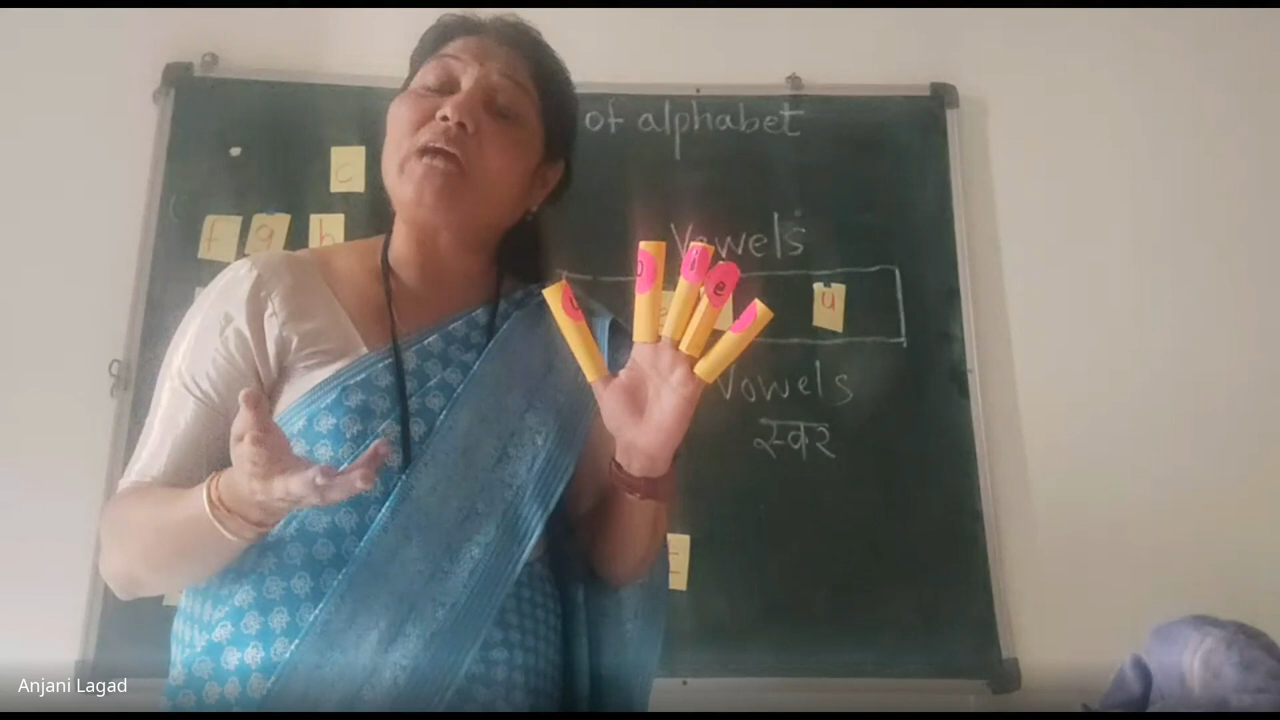 of alphabet
c
f g h
Vowels
o i e
u
Vowels
स्वर
E
Anjani Lagad